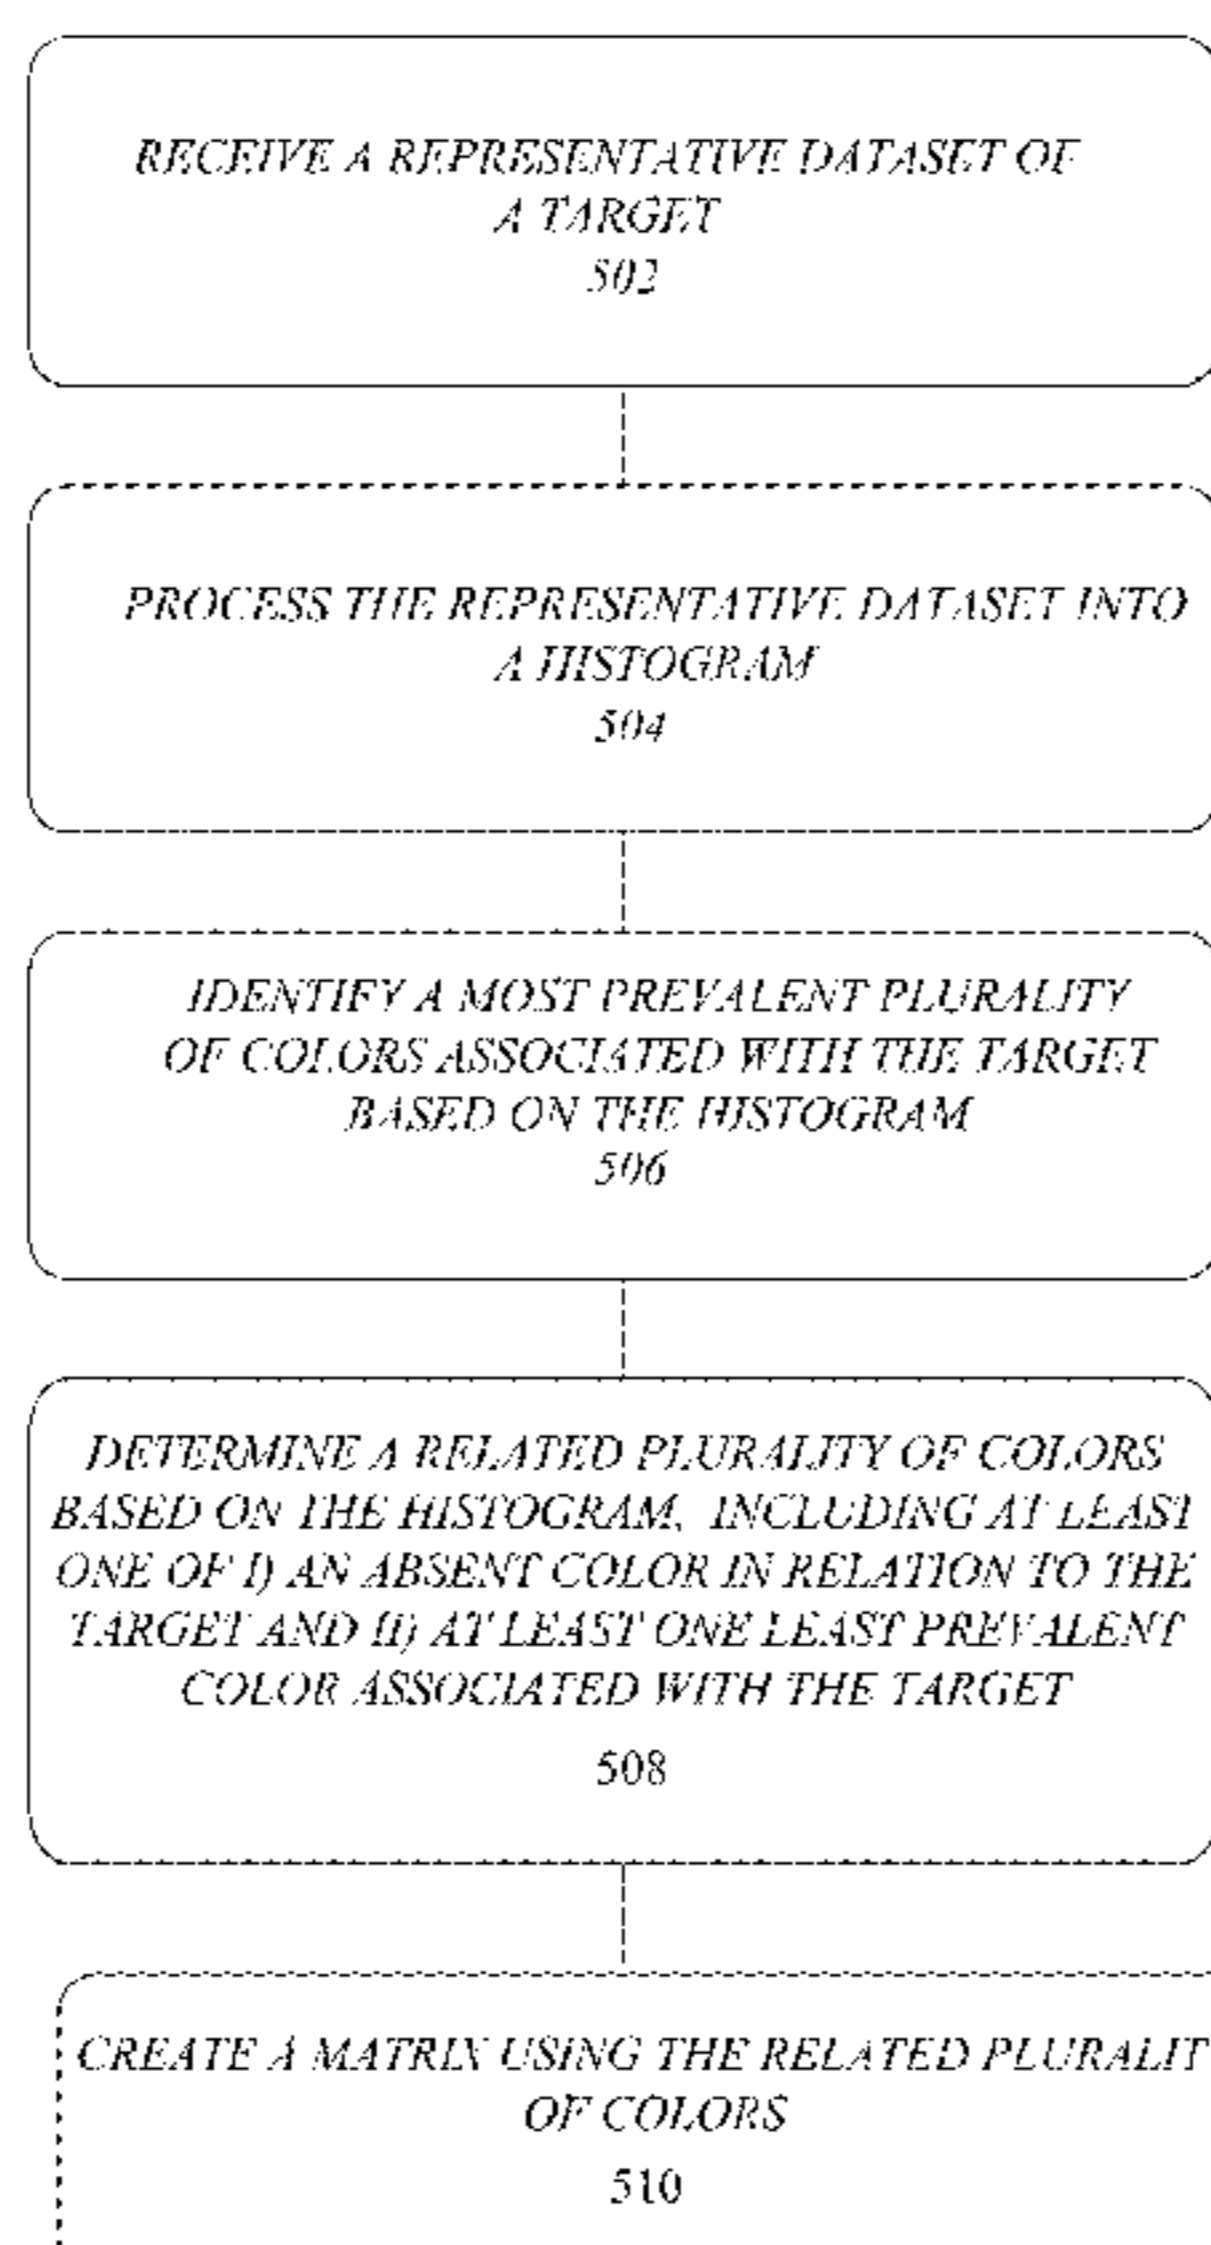 RECEIVE A REPRESENTATIVE DATASET OF
A TARGET
502
PROCESS THE REPRESENTATIVE DATASET INTO
A HISTOGRAM
504
IDENTIFY A MOST PREVALENT PLURALITY
OF COLORS ASSOCIATED WITH THE TARGET
BASED ON THE HISTOGRAM
506
DETERMINE A RELATED PLURALITY OF COLORS
BASED ON THE HISTOGRAM, INCLUDING AT LEAST
ONE OF I) AN ABSENT COLOR IN RELATION TO THE
TARGET AND II) AT LEAST ONE LEAST PREVALENT
COLOR ASSOCIATED WITH THE TARGET
508
CREATE A MATRIX USING THE RELATED PLURALIT
OF COLORS
510